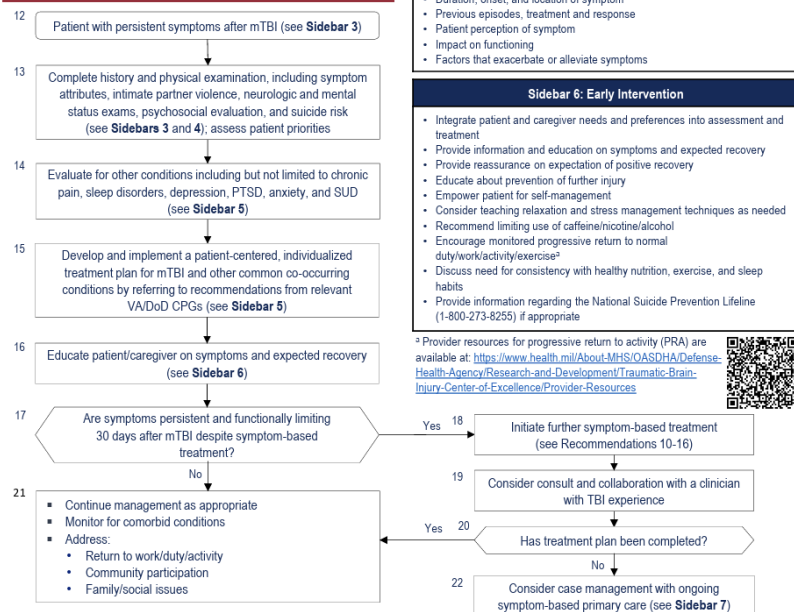 12
Patient with persistent symptoms after mTBI (see Sidebar 3)
13
Complete history and physical examination, including symptom
attributes, intimate partner violence, neurologic and mental
status exams, psychosocial evaluation, and suicide risk
(see Sidebars 3 and 4); assess patient priorities
14
Evaluate for other conditions including but not limited to chronic
pain, sleep disorders, depression, PTSD, anxiety, and SUD
(see Sidebar 5)
15
Develop and implement a patient-centered, individualized
treatment plan for mTBI and other common co-occurring
conditions by referring to recommendations from relevant
VA/DoD CPGs (see Sidebar 5)
16
Educate patient/caregiver on symptoms and expected recovery
(see Sidebar 6)
17
Are symptoms persistent and functionally limiting
30 days after mTBI despite symptom-based
treatment?
Yes
No
18
Initiate further symptom-based treatment
(see Recommendations 10-16)
19
Consider consult and collaboration with a clinician
with TBI experience
20
Has treatment plan been completed?
Yes
No
21
▪ Continue management as appropriate
▪ Monitor for comorbid conditions
▪ Address:
• Return to work/duty/activity
• Community participation
• Family/social issues
22
Consider case management with ongoing
symptom-based primary care (see Sidebar 7)
• Duration, onset, and location of symptom
• Previous episodes, treatment and response
• Patient perception of symptom
• Impact on functioning
• Factors that exacerbate or alleviate symptoms
Sidebar 6: Early Intervention
• Integrate patient and caregiver needs and preferences into assessment and
treatment
• Provide information and education on symptoms and expected recovery
• Provide reassurance on expectation of positive recovery
• Educate about prevention of further injury
• Empower patient for self-management
• Consider teaching relaxation and stress management techniques as needed
• Recommend limiting use of caffeine/nicotine/alcohol
• Encourage monitored progressive return to normal
duty/work/activity/exerciseª
• Discuss need for consistency with healthy nutrition, exercise, and sleep
habits
• Provide information regarding the National Suicide Prevention Lifeline
(1-800-273-8255) if appropriate
ª Provider resources for progressive return to activity (PRA) are
available at: https://www.health.mil/About-MHS/OASDHA/Defense-
Health-Agency/Research-and-Development/Traumatic-Brain-
Injury-Center-of-Excellence/Provider-Resources